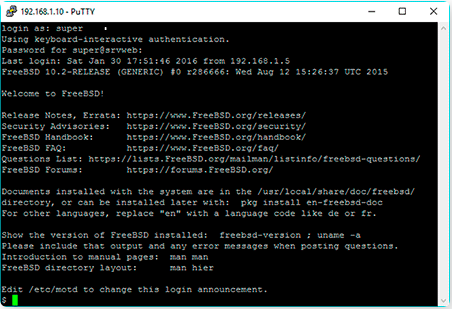 192.168.1.10 - PuTTY
login as: super
Using keyboard-interactive authentication.
Password for super@srvweb:
Last login: Sat Jan 30 17:51:46 2016 from 192.168.1.5
FreeBSD 10.2-RELEASE (GENERIC) #0 r286666: Wed Aug 12 15:26:37 UTC 2015
Welcome to FreeBSD!
Release Notes, Errata: https://www.FreeBSD.org/releases/
Security Advisories:   https://www.FreeBSD.org/security/
FreeBSD Handbook:      https://www.FreeBSD.org/handbook/
FreeBSD FAQ:           https://www.FreeBSD.org/faq/
Questions List: https://lists.FreeBSD.org/mailman/listinfo/freebsd-questions/
FreeBSD Forums:        https://forums.FreeBSD.org/
Documents installed with the system are in the /usr/local/share/doc/freebsd/
directory, or can be installed later with:  pkg install en-freebsd-doc
For other languages, replace "en" with a language code like de or fr.
Show the version of FreeBSD installed:  freebsd-version ; uname -a
Please include that output and any error messages when posting questions.
Introduction to manual pages:  man man
FreeBSD directory layout:      man hier
Edit /etc/motd to change this login announcement.
$